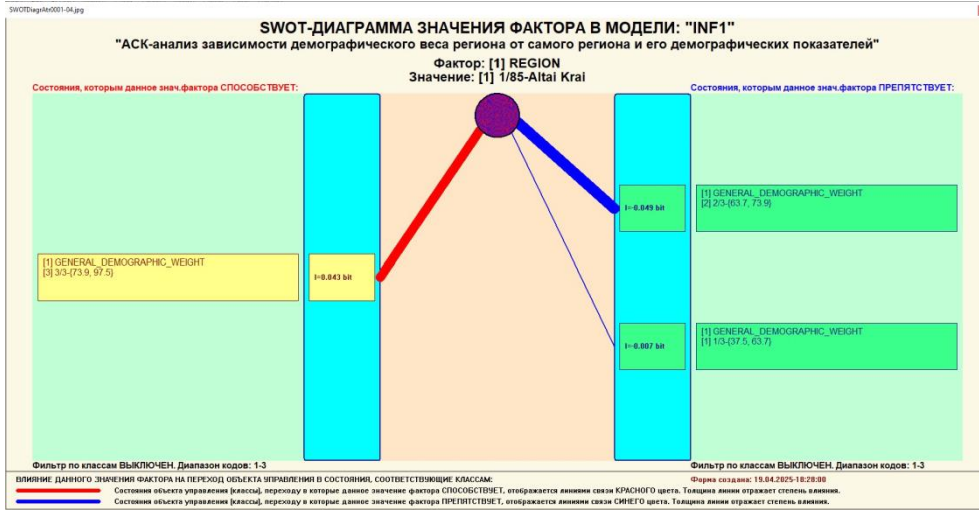 SWOTDiagrAtr0001-04.jpg
SWOT-ДИАГРАММА ЗНАЧЕНИЯ ФАКТОРА В МОДЕЛИ: "INF1"
"АСК-анализ зависимости демографического веса региона от самого региона и его демографических показателей"
Фактор: [1] REGION
Значение: [1] 1/85-Altai Krai
Состояния, которым данное знач.фактора СПОСОБСТВУЕТ:
Состояния, которым данное знач.фактора ПРЕПЯТСТВУЕТ:
I=-0.049 bit
[1] GENERAL_DEMOGRAPHIC_WEIGHT
[2] 2/3-{63.7, 73.9}
[1] GENERAL_DEMOGRAPHIC_WEIGHT
[3] 3/3-{73.9, 97.5}
I=0.043 bit
I=-0.007 bit
[1] GENERAL_DEMOGRAPHIC_WEIGHT
[1] 1/3-{37.5, 63.7}
Фильтр по классам ВЫКЛЮЧЕН. Диапазон кодов: 1-3
Фильтр по классам ВЫКЛЮЧЕН. Диапазон кодов: 1-3
ВЛИЯНИЕ ДАННОГО ЗНАЧЕНИЯ ФАКТОРА НА ПЕРЕХОД ОБЪЕКТА УПРАВЛЕНИЯ В СОСТОЯНИЯ, СООТВЕТСТВУЮЩИЕ КЛАССАМ:
Форма создана: 19.04.2025-18:28:00
Состояния объекта управления [классы], переходу в которые данное значение фактора СПОСОБСТВУЕТ, отображается линиями связи КРАСНОГО цвета. Толщина линии отражает степень влияния.
Состояния объекта управления [классы], переходу в которые данное значение фактора ПРЕПЯТСТВУЕТ, отображается линиями связи СИНЕГО цвета. Толщина линии отражает степень влияния.